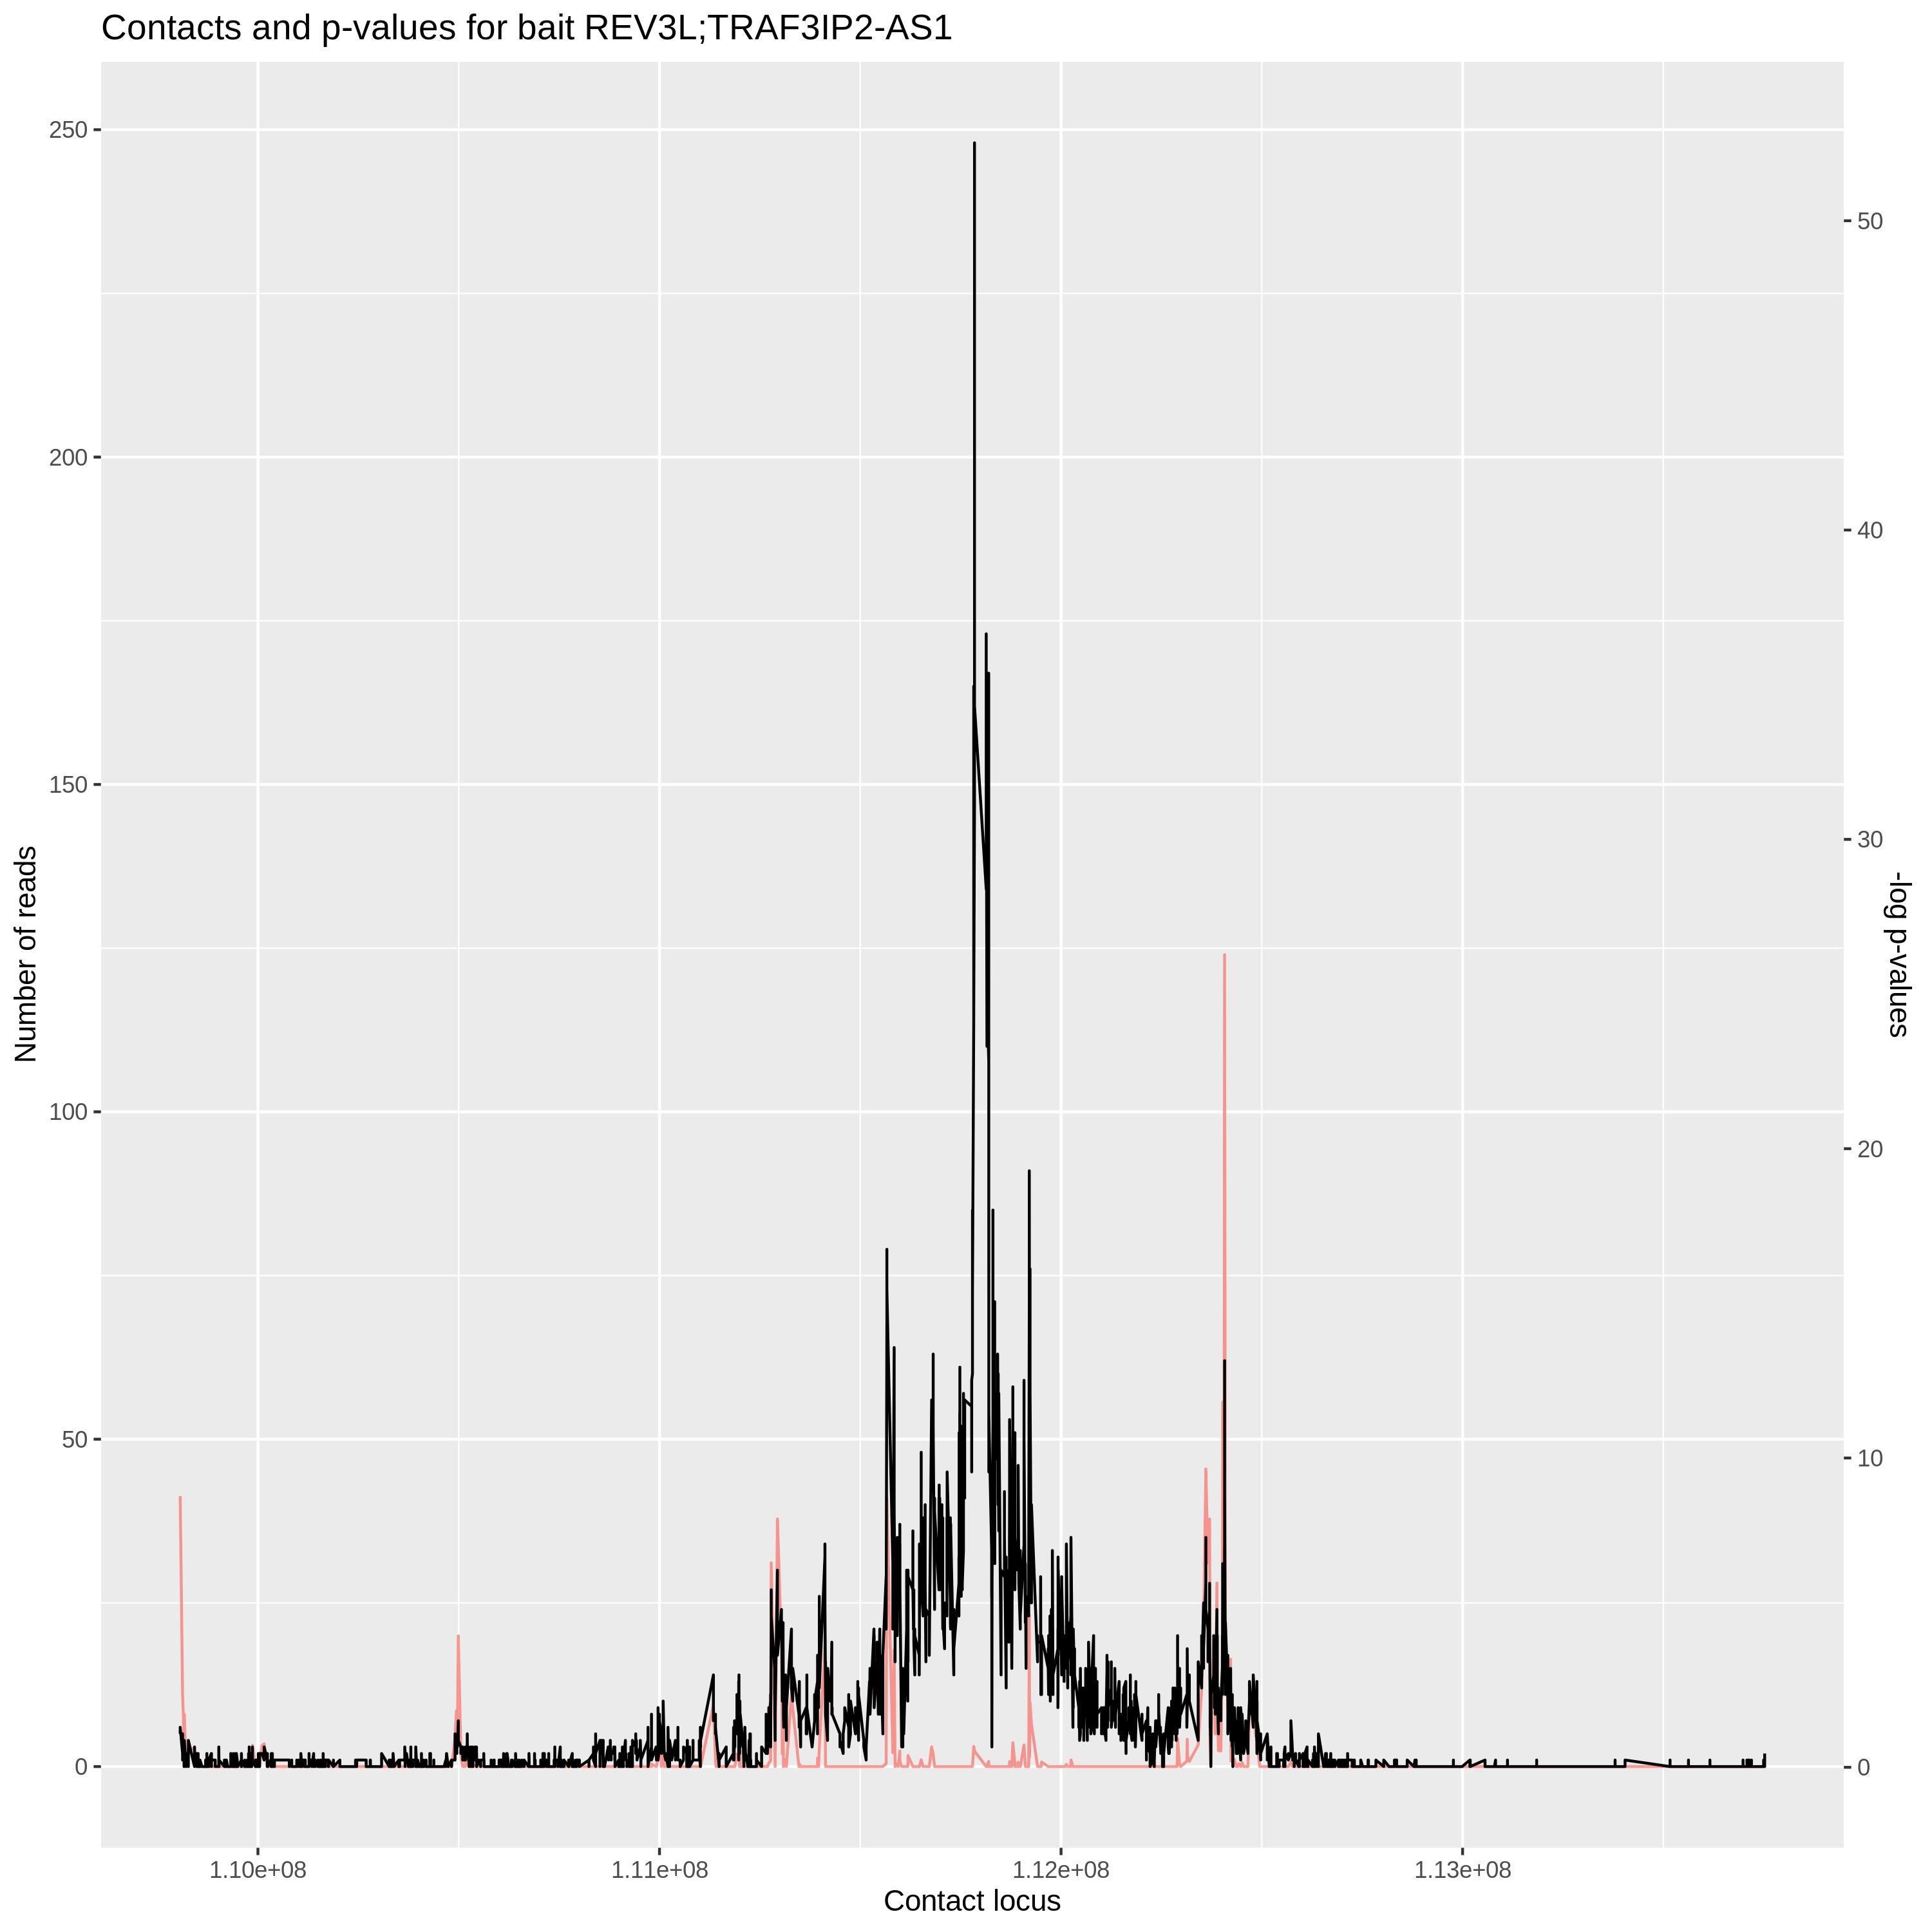 Contacts and p-values for bait REV3L;TRAF3IP2-AS1
250
200
150
100
50
0
Number of reads
50
40
30
20
10
0
-log p-values
1.10e+08
1.11e+08
1.12e+08
1.13e+08
Contact locus